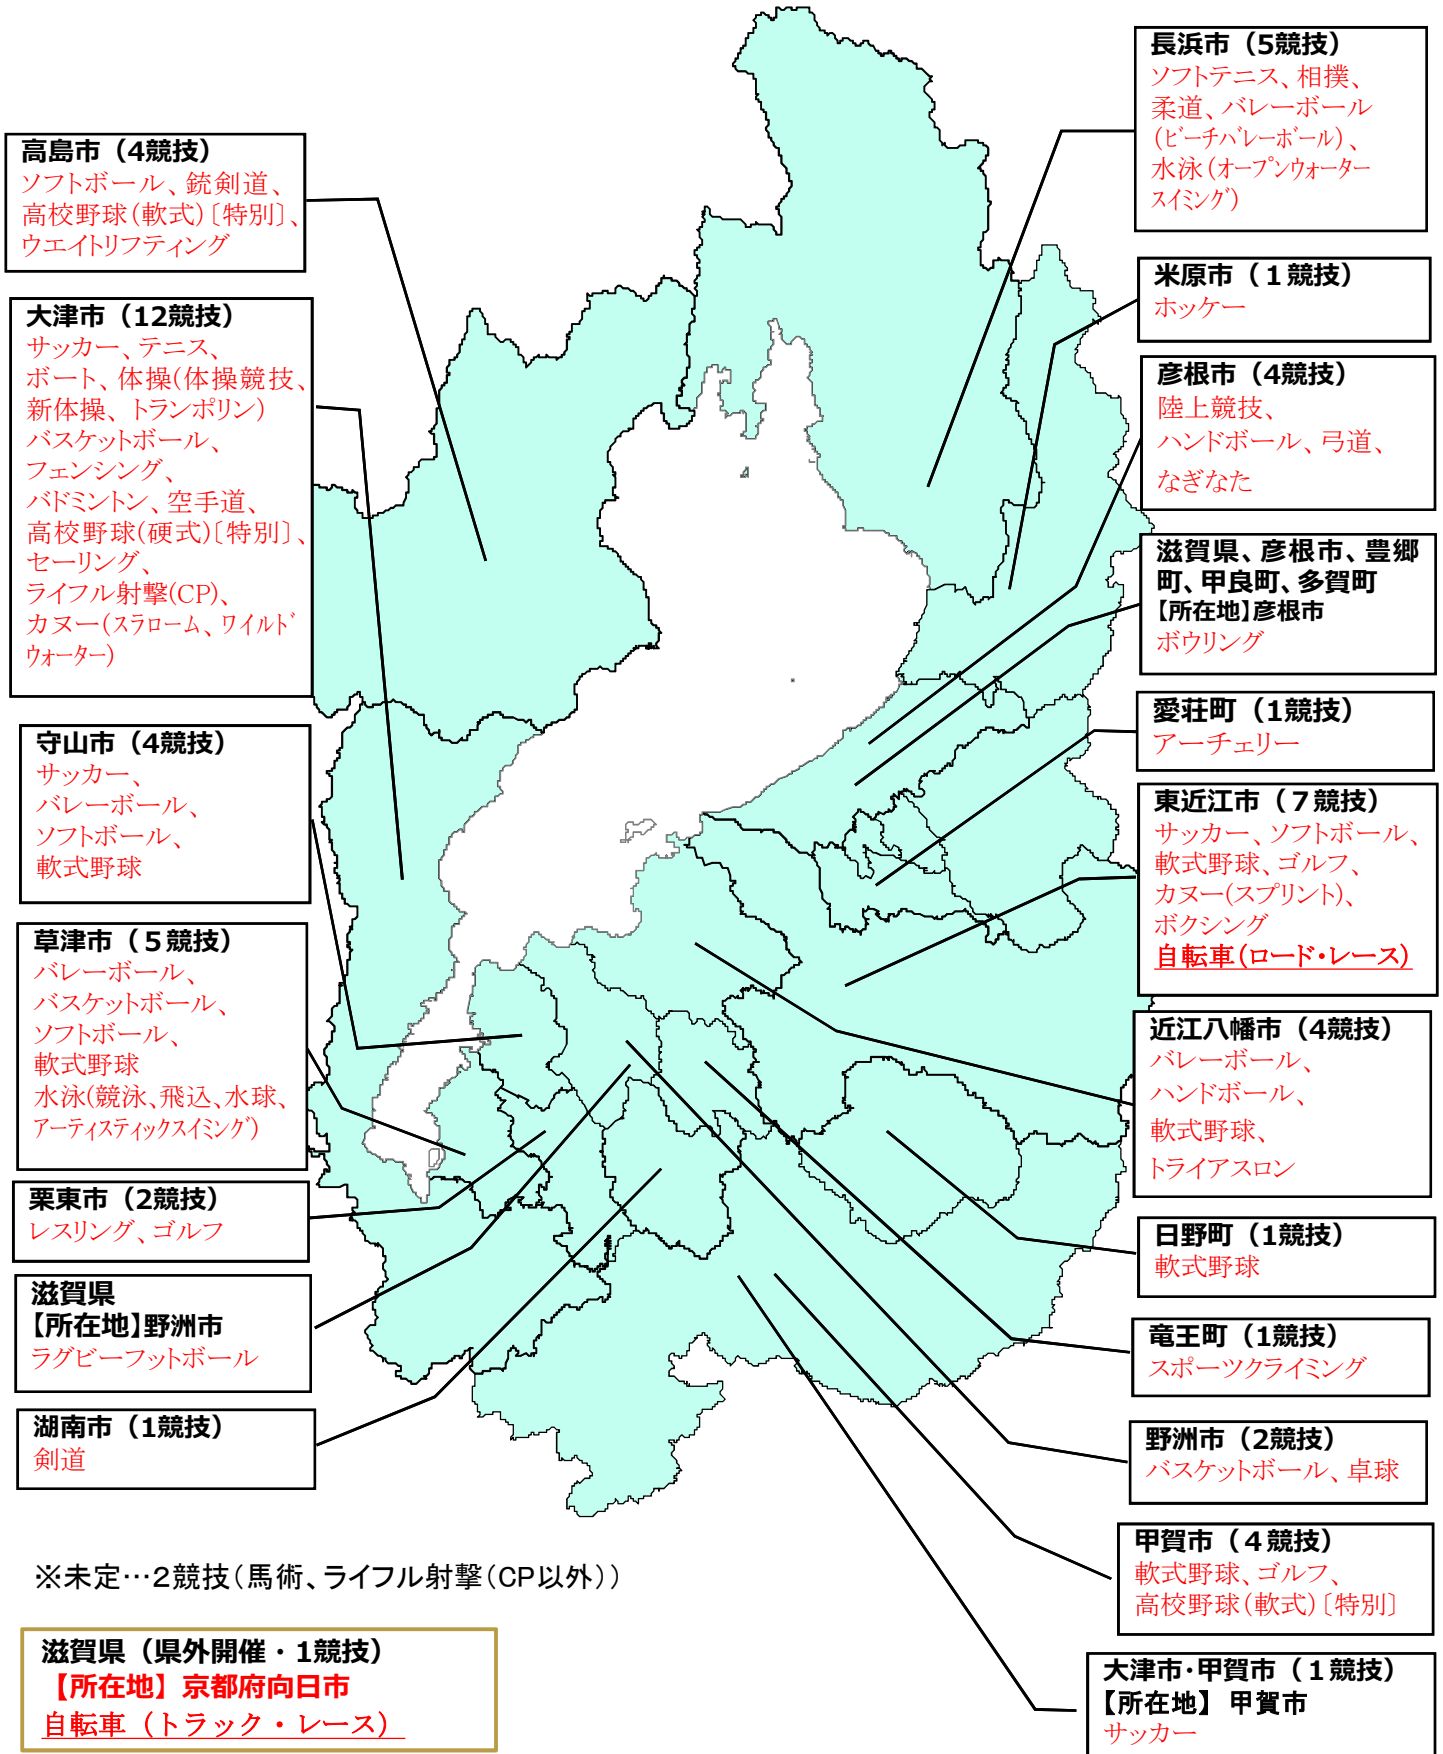 高島市（4競技）
ソフトボール、銃剣道、
高校野球(軟式)〔特別〕、
ウエイトリフティング
大津市（12競技）
サッカー、テニス、
ボート、体操(体操競技、
新体操、トランポリン)
バスケットボール、
フェンシング、
バドミントン、空手道、
高校野球(硬式)〔特別〕、
セーリング、
ライフル射撃(CP)、
カヌー(スラローム、ワイルド
ウォーター)
守山市（4競技）
サッカー、
バレーボール、
ソフトボール、
軟式野球
草津市（５競技）
バレーボール、
バスケットボール、
ソフトボール、
軟式野球
水泳(競泳、飛込、水球、
アーティスティックスイミング)
栗東市（2競技）
レスリング、ゴルフ
滋賀県
【所在地】野洲市
ラグビーフットボール
湖南市（1競技）
剣道
※未定…2競技（馬術、ライフル射撃（CP以外））
滋賀県（県外開催・1競技）
【所在地】京都府向日市
自転車（トラック・レース）
長浜市（5競技）
ソフトテニス、相撲、
柔道、バレーボール
(ビーチバレーボール)、
水泳(オープンウォーター
スイミング)
米原市（１競技）
ホッケー
彦根市（4競技）
陸上競技、
ハンドボール、弓道、
なぎなた
滋賀県、彦根市、豊郷
町、甲良町、多賀町
【所在地】彦根市
ボウリング
愛荘町（1競技）
アーチェリー
東近江市（７競技）
サッカー、ソフトボール、
軟式野球、ゴルフ、
カヌー(スプリント)、
ボクシング
自転車(ロード・レース)
近江八幡市（4競技）
バレーボール、
ハンドボール、
軟式野球、
トライアスロン
日野町（1競技）
軟式野球
竜王町（1競技）
スポーツクライミング
野洲市（2競技）
バスケットボール、卓球
甲賀市（４競技）
軟式野球、ゴルフ、
高校野球(軟式)〔特別〕
大津市・甲賀市（１競技）
【所在地】 甲賀市
サッカー